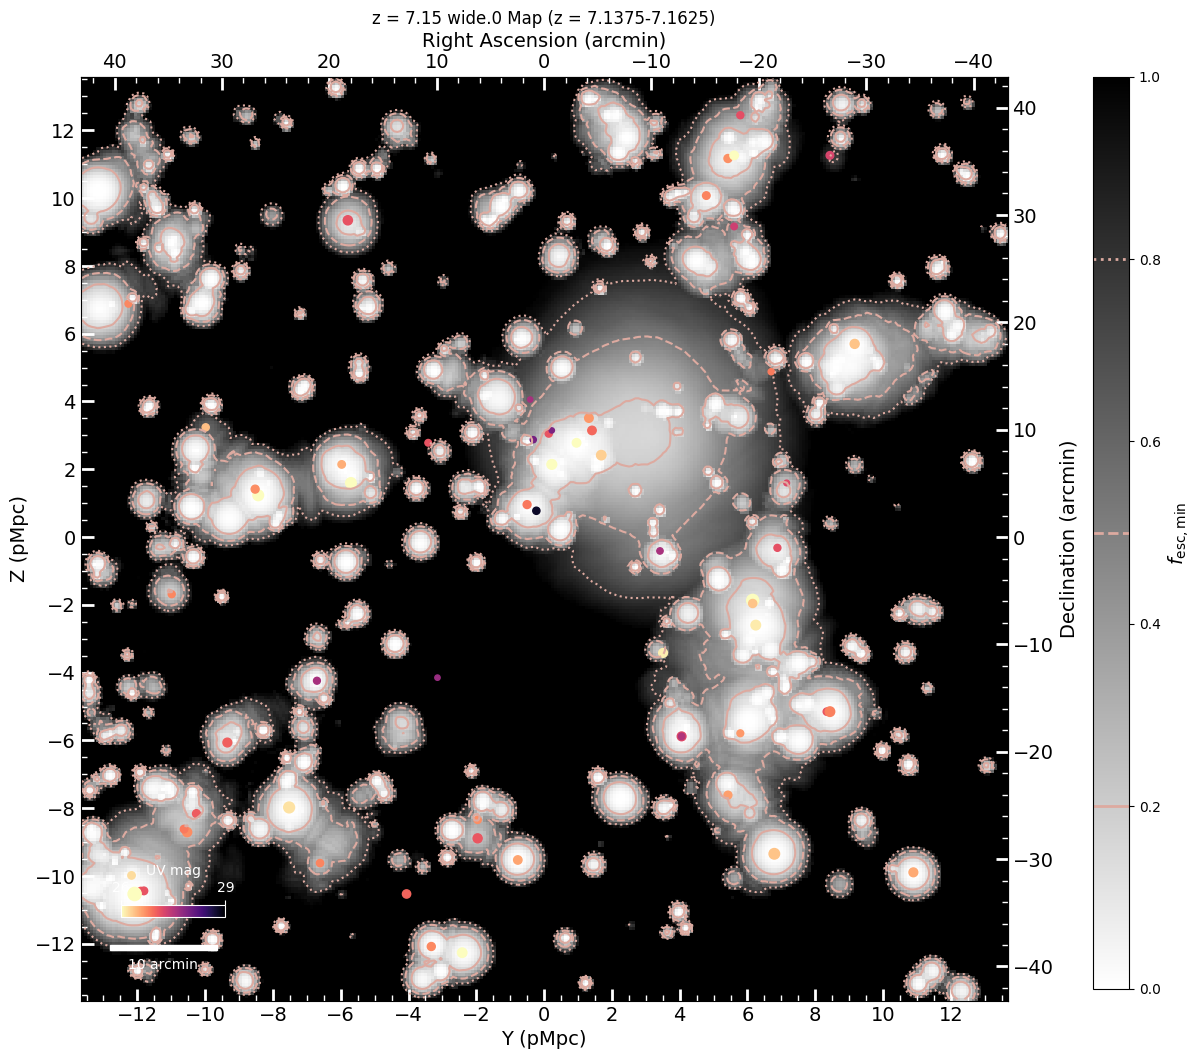 z = 7.15 wide.0 Map (z = 7.1375-7.1625)
Right Ascension (arcmin)
40 30 20 10 0 −10 −20 −30 −40
12 10 8 6 4 2 0 −2 −4 −6 −8 −10 −12
Z (pMpc)
40 30 20 10 0 −10 −20 −30 −40
Declination (arcmin)
1.0 0.8 0.6 0.4 0.2 0.0
f_esc,min
UV mag
29
10 arcmin
−12 −10 −8 −6 −4 −2 0 2 4 6 8 10 12
Y (pMpc)